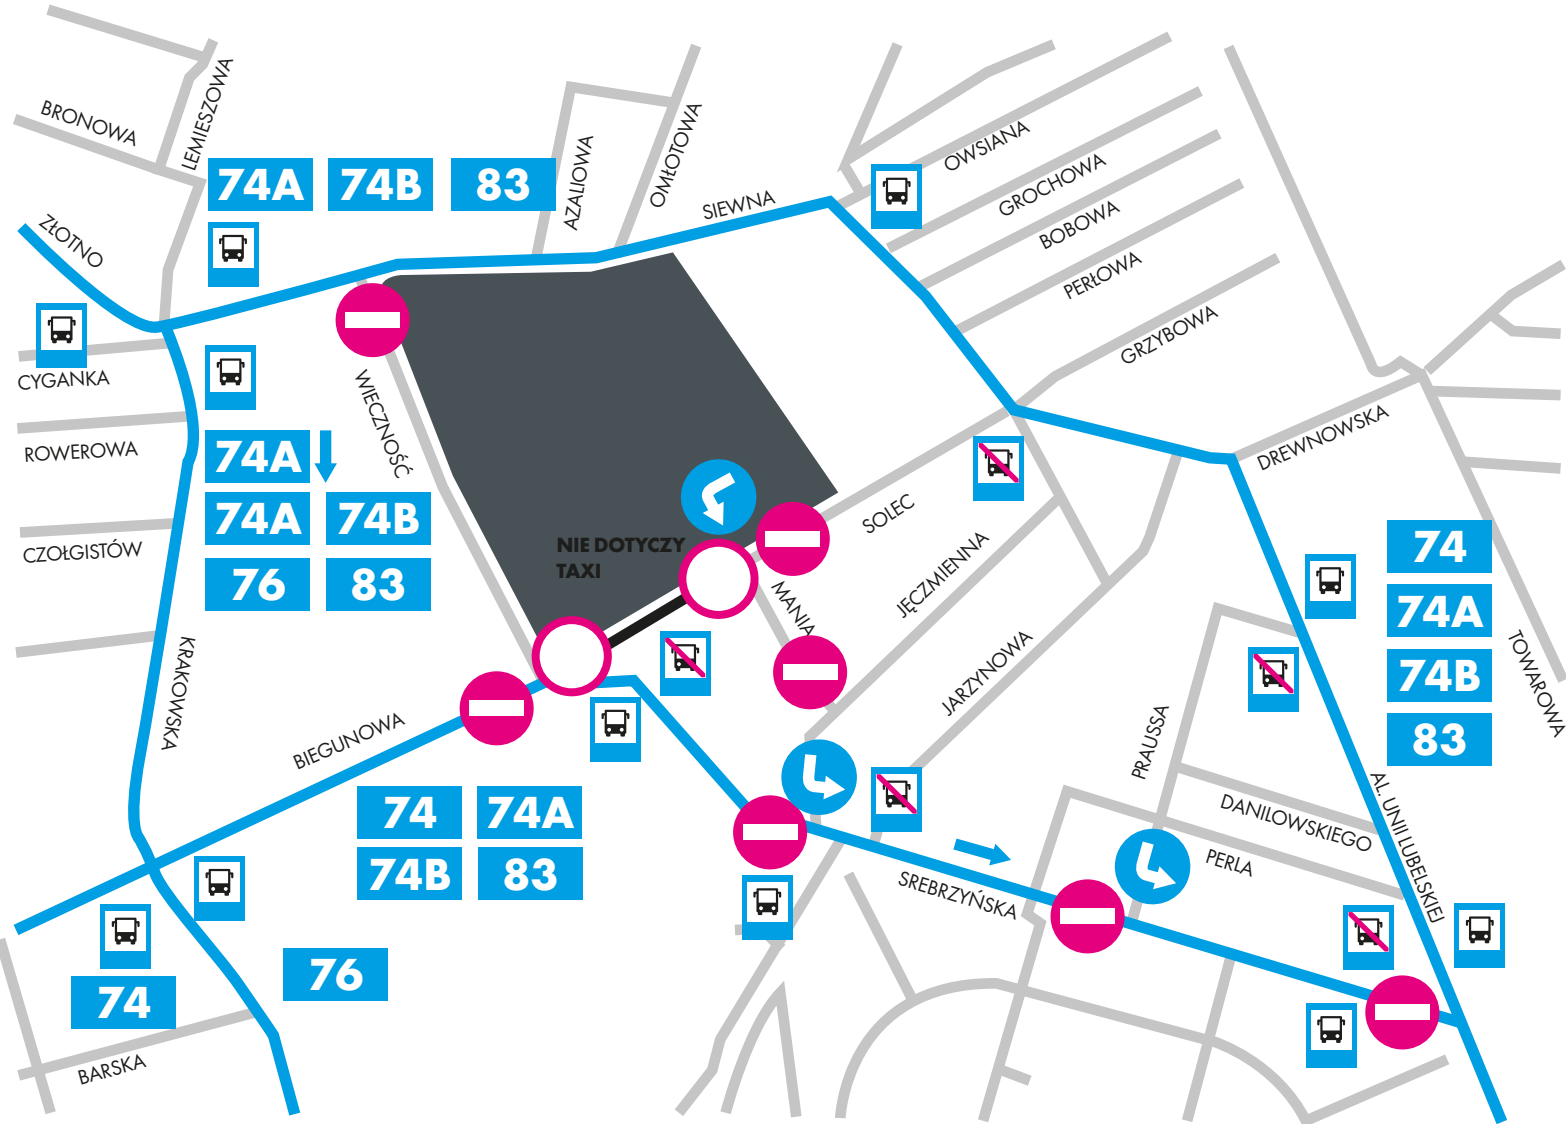 BRONOWA
LEMIESZOWA
74A 74B 83
AZALIOWA
OMŁOTOWA
SIEWNA
OWSIANA
GROCHOWA
BOBOWA
PERŁOWA
GRZYBOWA
ZŁOTNO
CYGANKA
ROWEROWA
CZOŁGISTÓW
WIECZNOŚĆ
74A
74A 74B
76 83
DREWNOWSKA
SOLEC
NIE DOTYCZY
TAXI
MANIA
JĘCZMIENNA
JARZYNOWA
74
74A
74B
83
TOWAROWA
KRAKOWSKA
BIEGUNOWA
PRAUSSA
DANILOWSKIEGO
PERLA
AL. UNII LUBELSKIEJ
74 74A
74B 83
SREBRZYŃSKA
76
74
BARSKA